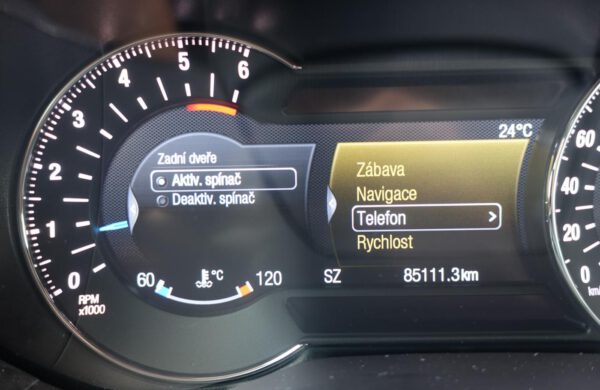 6
5
4
3
2
1
0
RPM
x1000
Zadní dveře
Aktiv. spínač
Deaktiv. spínač
60
°C
120
24°C
Zábava
Navigace
Telefon
Rychlost
SZ
85111.3km
60
40
20
0